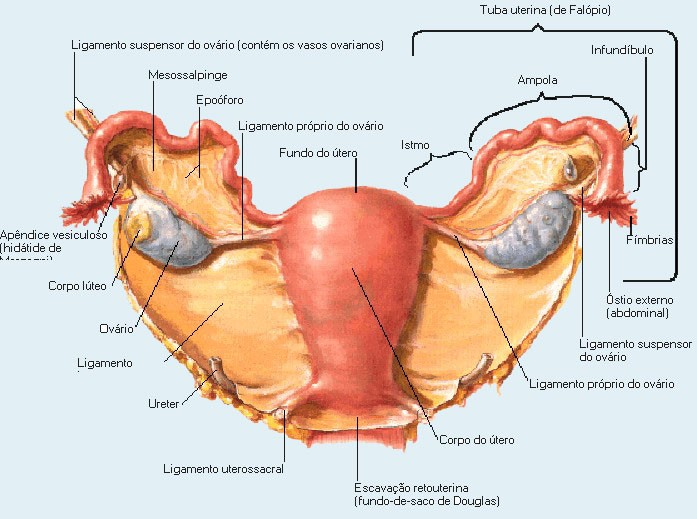 Tuba uterina (de Falópio)
Ligamento suspensor do ovário (contém os vasos ovarianos)
Infundíbulo
Mesossalpinge
Ampola
Epoóforo
Ligamento próprio do ovário
Istmo
Fundo do útero
Apêndice vesiculoso
(hidátide de
Fímbrias
Corpo lúteo
Óstio externo
(abdominal)
Ovário
Ligamento suspensor
do ovário
Ligamento
Ligamento próprio do ovário
Ureter
Corpo do útero
Ligamento uterossacral
Escavação retouterina
(fundo-de-saco de Douglas)